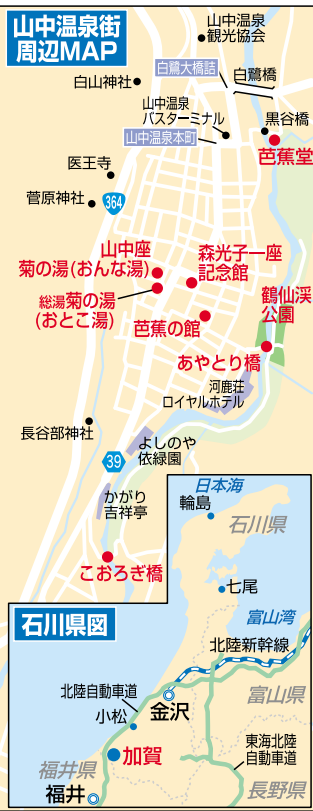 山中温泉街
周辺MAP
山中温泉
観光協会
白鷺大橋詰
白鷺橋
白山神社
山中温泉
バスターミナル
黒谷橋
山中温泉本町
芭蕉堂
医王寺
菅原神社
364
山中座
菊の湯(おんな湯)
森光子一座
記念館
総湯菊の湯
(おとこ湯)
鶴仙渓
公園
芭蕉の館
あやとり橋
河鹿荘
ロイヤルホテル
長谷部神社
よしのや
依緑園
39
かがり
吉祥亭
こおろぎ橋
石川県図
日本海
輪島
石川県
七尾
富山湾
北陸新幹線
北陸自動車道
金沢
富山県
小松
加賀
東海北陸
自動車道
福井県
福井
長野県